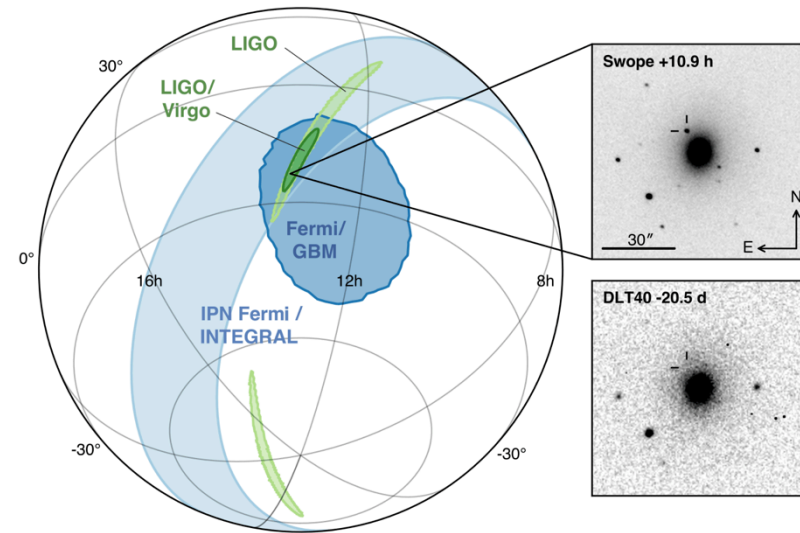 LIGO
LIGO/
Virgo
30°
Fermi/
GBM
0°
16h
12h
8h
IPN Fermi /
INTEGRAL
-30°
-30°
Swope +10.9 h
30″
N
E
DLT40 -20.5 d